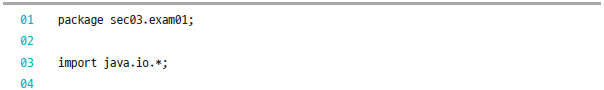 01 package sec03.exam01;
02
03 import java.io.*;
04